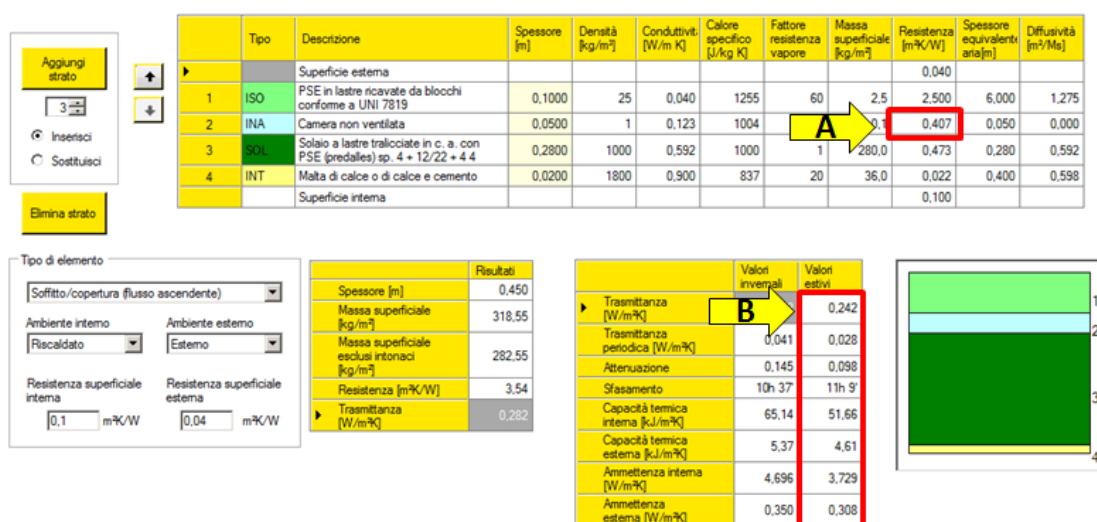 Tipo Descrizione Spessore [m] Densità [kg/m³] Conduttivit. [W/m K] Calore specifico [J/kg K] Fattore resistenza vapore Massa superficiale [kg/m²] Resistenza [m²K/W] Spessore equivalente aria[m] Diffusività [m²/Ms]
Superficie esterna 0,040
1 ISO PSE in lastre ricavate da blocchi conforme a UNI 7819 0,1000 25 0,040 1255 60 2,5 2,500 6,000 1,275
2 INA Camera non ventilata 0,0500 1 0,123 1004 0,1 0,407 0,050 0,000
A
3 SOL Solaio a lastre tralicciate in c. a. con PSE (predalles) sp. 4 + 12/22 + 4 4 0,2800 1000 0,592 1000 1 280,0 0,473 0,280 0,592
4 INT Malta di calce o di calce e cemento 0,0200 1800 0,900 837 20 36,0 0,022 0,400 0,598
Superficie interna 0,100
Aggiungi
strato
3
Inserisci
Sostituisci
Elimina strato
Tipo di elemento
Soffitto/copertura (flusso ascendente)
Ambiente interno Ambiente esterno
Riscaldato Esterno
Resistenza superficiale interna Resistenza superficiale esterna
0,1 m²K/W 0,04 m²K/W
Risultati
Spessore [m] 0,450
Massa superficiale [kg/m²] 318,55
Massa superficiale esclusi intonaci [kg/m²] 282,55
Resistenza [m²K/W] 3,54
Trasmittanza [W/m²K] 0,282
Valori invernali Valori estivi
Trasmittanza [W/m²K] 0,242
B
Trasmittanza periodica [W/m²K] 0,041 0,028
Attenuazione 0,145 0,098
Sfasamento 10h 37' 11h 9'
Capacità termica interna [kJ/m²K] 65,14 51,66
Capacità termica esterna [kJ/m²K] 5,37 4,61
Ammettenza interna [W/m²K] 4,696 3,729
Ammettenza esterna [W/m²K] 0,350 0,308
1
2
3
4